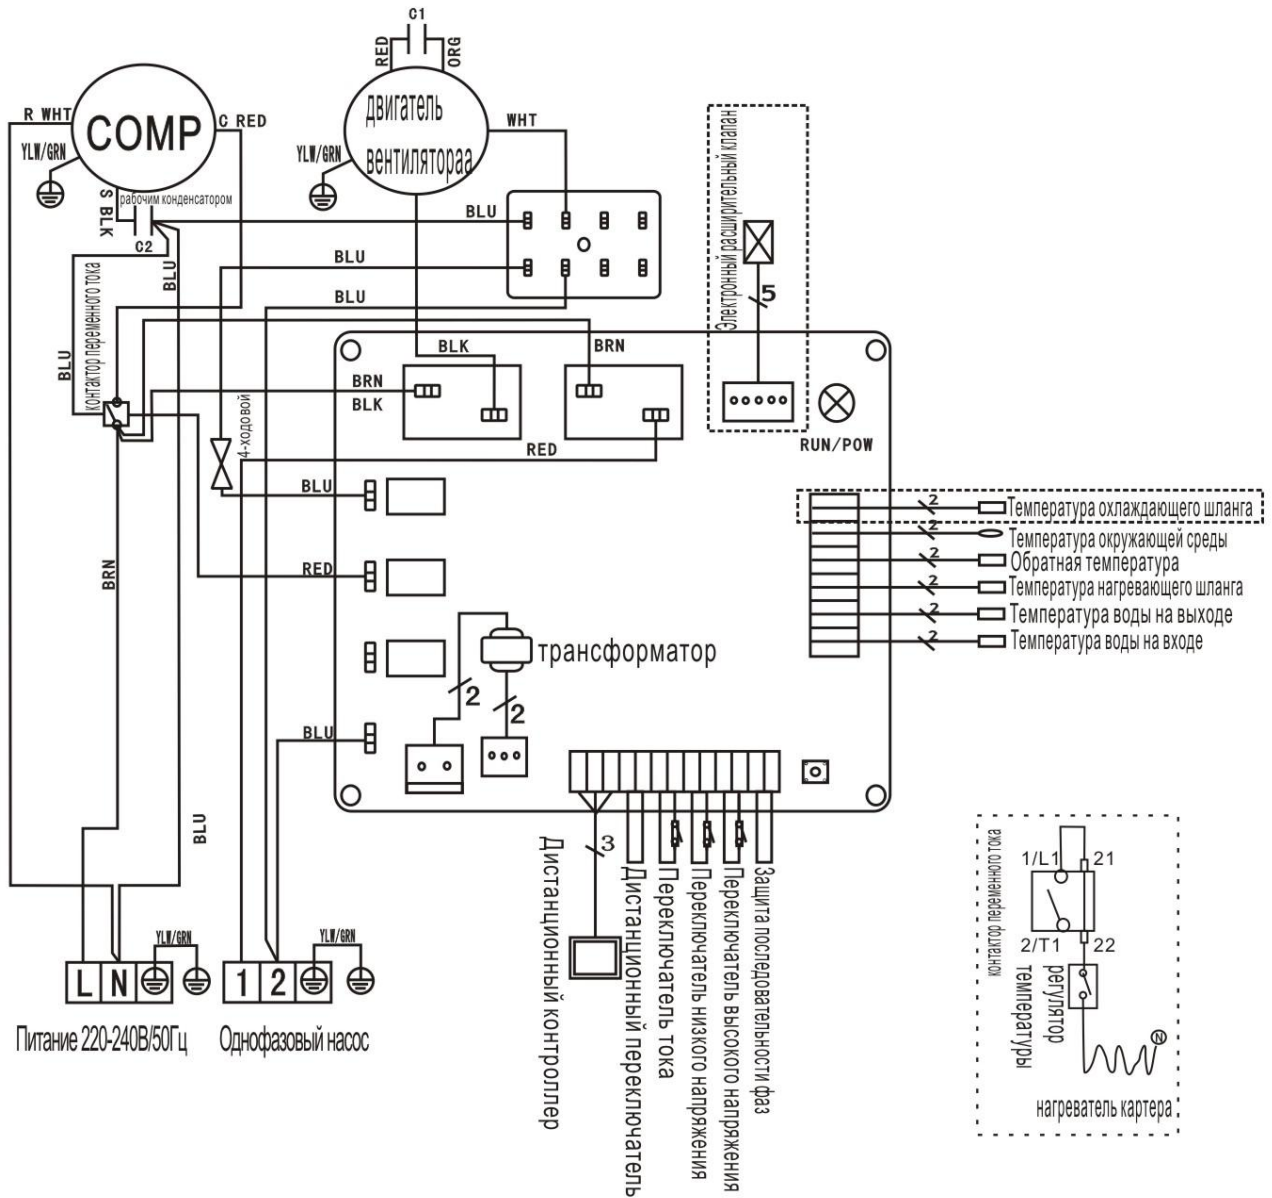 C1
RED
ORG
COMP
R WHT
C RED
YLW/GRN
S BLK
рабочим конденсатором
C2
двигатель
вентилятораа
YLW/GRN
WHT
BLU
BLU
BLU
BLU
BLU
контактор переменного тока
Электронный расширительный клапан
5
BLK
BRN
BRN
BLK
RED
RUN/POW
4-ходовой
BLU
RED
BRN
BLU
BLU
трансформатор
2
2
2
Температура охлаждающего шланга
2
Температура окружающей среды
2
Обратная температура
2
Температура нагревающего шланга
2
Температура воды на выходе
2
Температура воды на входе
3
Дистанционный контроллер
Дистанционный переключатель
Переключатель тока
Переключатель низкого напряжения
Переключатель высокого напряжения
Защита последовательности фаз
YLW/GRN
YLW/GRN
L N
1 2
Питание 220-240В/50Гц
Однофазовый насос
контактор переменного тока
1/L1
21
2/T1
22
регулятор
температуры
N
нагреватель картера